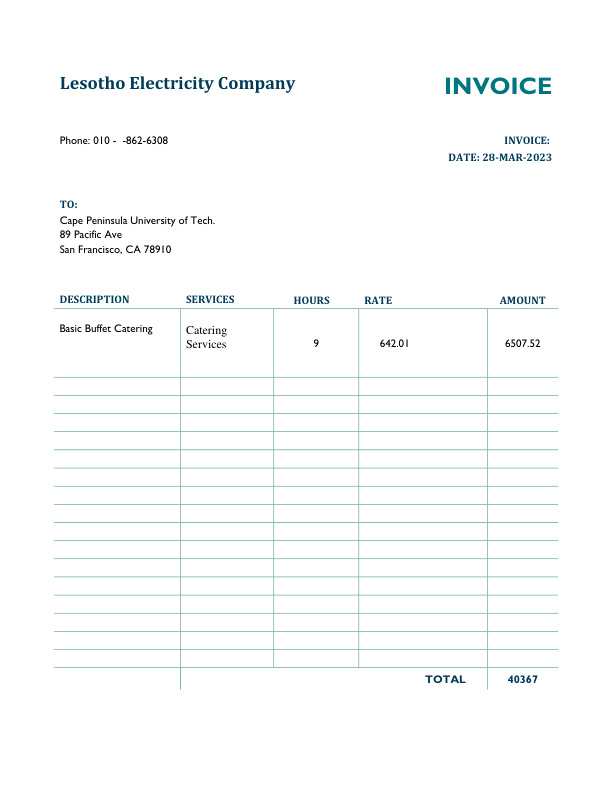 Lesotho Electricity Company
INVOICE
Phone: 010 -  -862-6308
INVOICE:
DATE: 28-MAR-2023
TO:
Cape Peninsula University of Tech.
89 Pacific Ave
San Francisco, CA 78910
DESCRIPTION SERVICES HOURS RATE AMOUNT
Basic Buffet Catering
Catering
Services
9 642.01 6507.52
TOTAL 40367